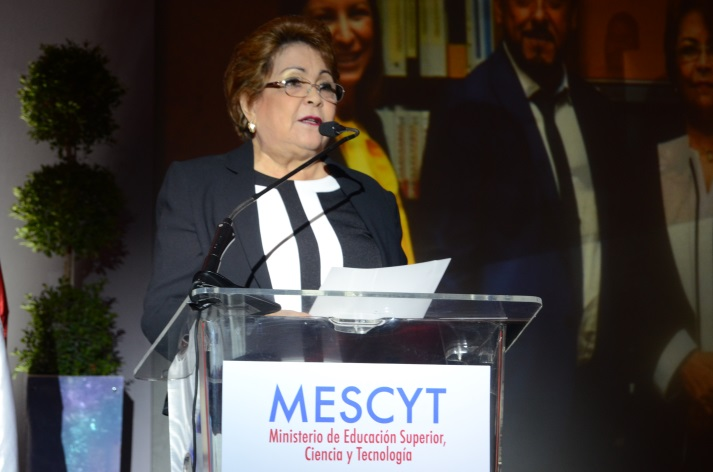 MESCYT
Ministerio de Educación Superior,
Ciencia y Tecnología